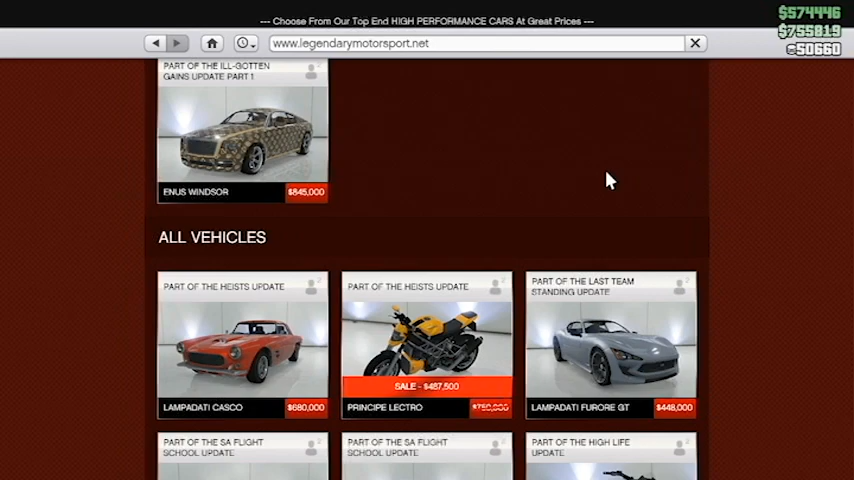 --- Choose From Our Top End HIGH PERFORMANCE CARS At Great Prices ---
$574446
$755819
50660
www.legendarymotorsport.net
PART OF THE ILL-GOTTEN
GAINS UPDATE PART 1
ENUS WINDSOR
$845,000
ALL VEHICLES
PART OF THE HEISTS UPDATE
LAMPADATI CASCO
$680,000
PART OF THE HEISTS UPDATE
SALE - $487,500
PRINCIPE LECTRO
$750,000
PART OF THE LAST TEAM
STANDING UPDATE
LAMPADATI FURORE GT
$448,000
PART OF THE SA FLIGHT
SCHOOL UPDATE
PART OF THE SA FLIGHT
SCHOOL UPDATE
PART OF THE HIGH LIFE
UPDATE